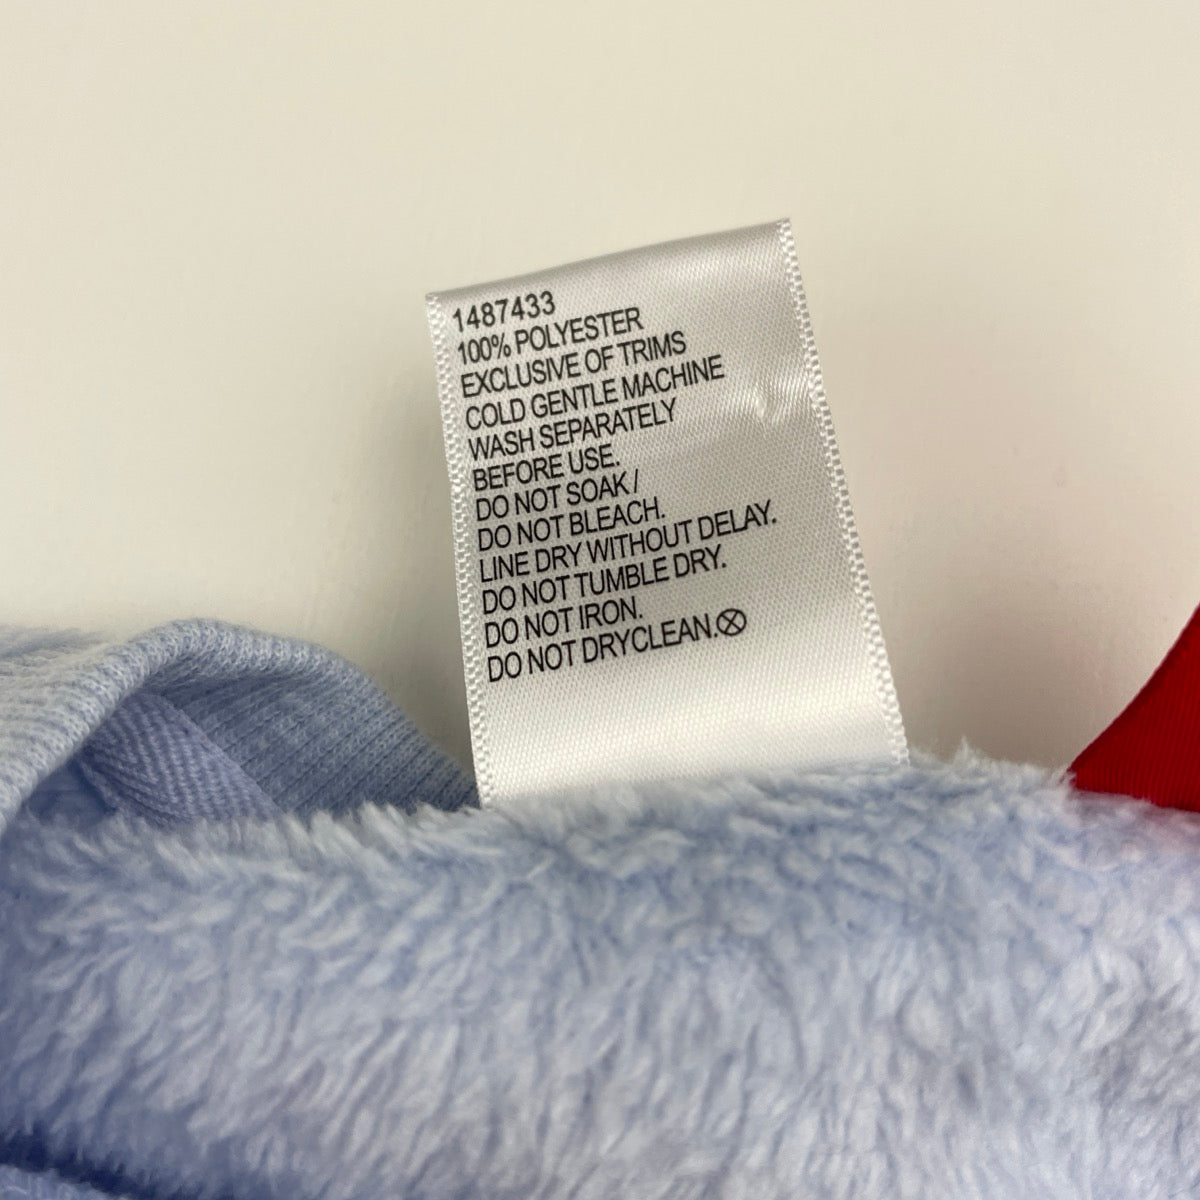 1487433
100% POLYESTER
EXCLUSIVE OF TRIMS
COLD GENTLE MACHINE
WASH SEPARATELY
BEFORE USE.
DO NOT SOAK /
DO NOT BLEACH.
LINE DRY WITHOUT DELAY.
DO NOT TUMBLE DRY.
DO NOT IRON.
DO NOT DRYCLEAN.